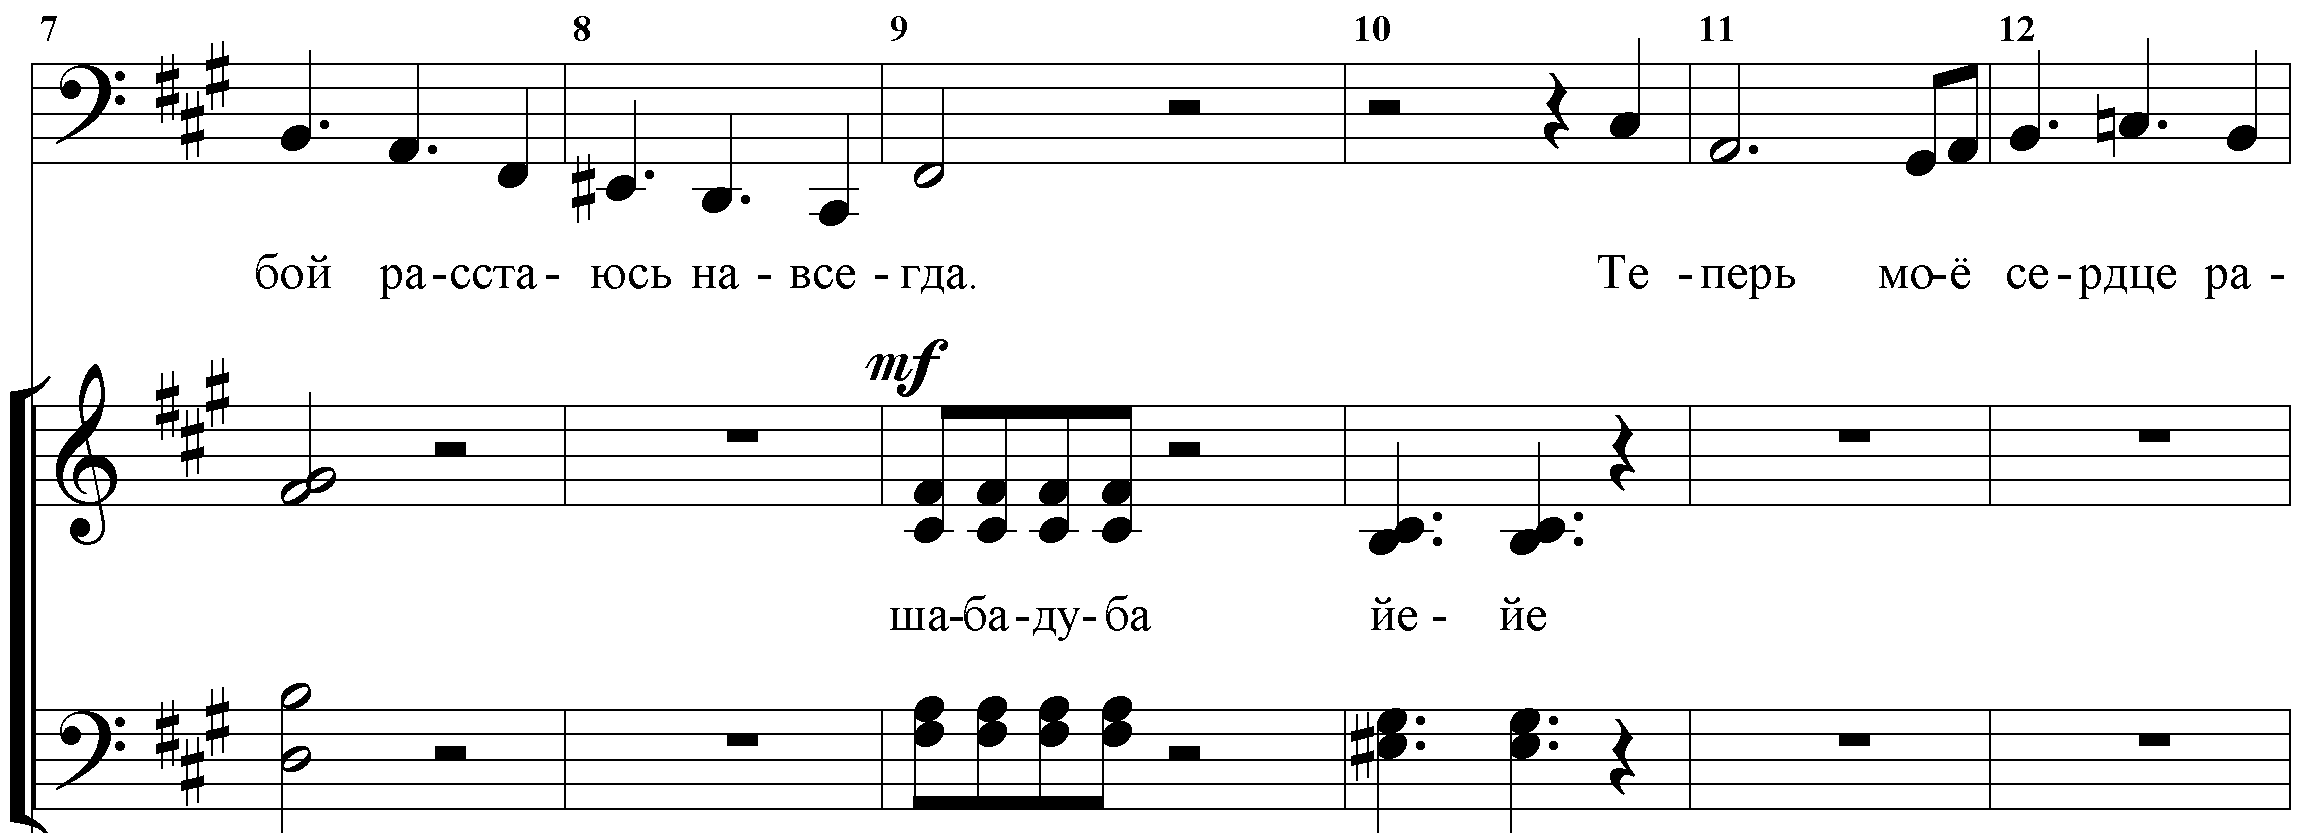 7 8 9 10 11 12
бой ра-сста- юсь на - все - гда. Те - перь мо-ё се-рдце ра-
mf
ша-ба-ду-ба йе - йе